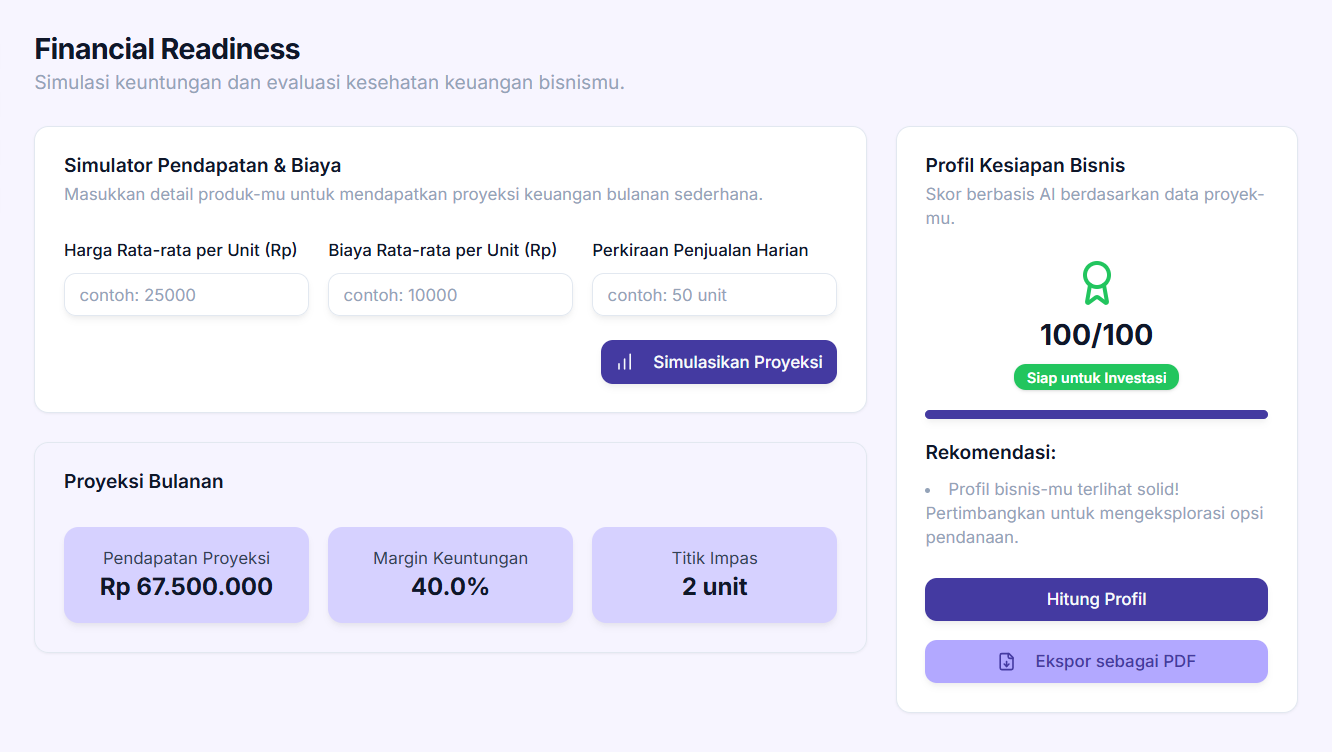 Financial Readiness
Simulasi keuntungan dan evaluasi kesehatan keuangan bisnismu.
Simulator Pendapatan & Biaya
Masukkan detail produk-mu untuk mendapatkan proyeksi keuangan bulanan sederhana.
Harga Rata-rata per Unit (Rp)
Biaya Rata-rata per Unit (Rp)
Perkiraan Penjualan Harian
contoh: 25000
contoh: 10000
contoh: 50 unit
Simulasikan Proyeksi
Proyeksi Bulanan
Pendapatan Proyeksi
Rp 67.500.000
Margin Keuntungan
40.0%
Titik Impas
2 unit
Profil Kesiapan Bisnis
Skor berbasis AI berdasarkan data proyek-
mu.
100/100
Siap untuk Investasi
Rekomendasi:
• Profil bisnis-mu terlihat solid!
Pertimbangkan untuk mengeksplorasi opsi
pendanaan.
Hitung Profil
Ekspor sebagai PDF